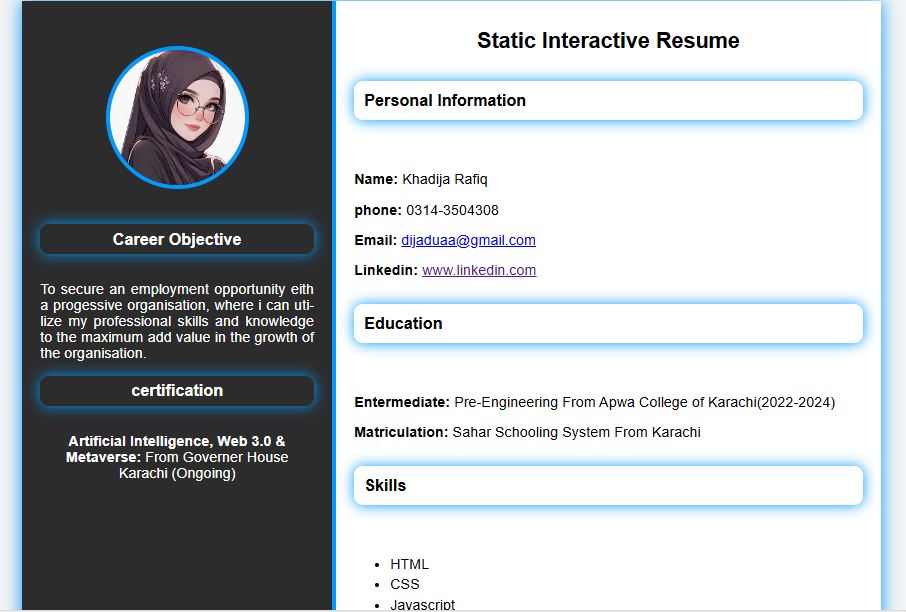 Career Objective
To secure an employment opportunity eith
a progessive organisation, where i can uti-
lize my professional skills and knowledge
to the maximum add value in the growth of
the organisation.
certification
Artificial Intelligence, Web 3.0 &
Metaverse: From Governer House
Karachi (Ongoing)
Static Interactive Resume
Personal Information
Name: Khadija Rafiq
phone: 0314-3504308
Email: dijaduaa@gmail.com
Linkedin: www.linkedin.com
Education
Entermediate: Pre-Engineering From Apwa College of Karachi(2022-2024)
Matriculation: Sahar Schooling System From Karachi
Skills
• HTML
• CSS
• Javascript